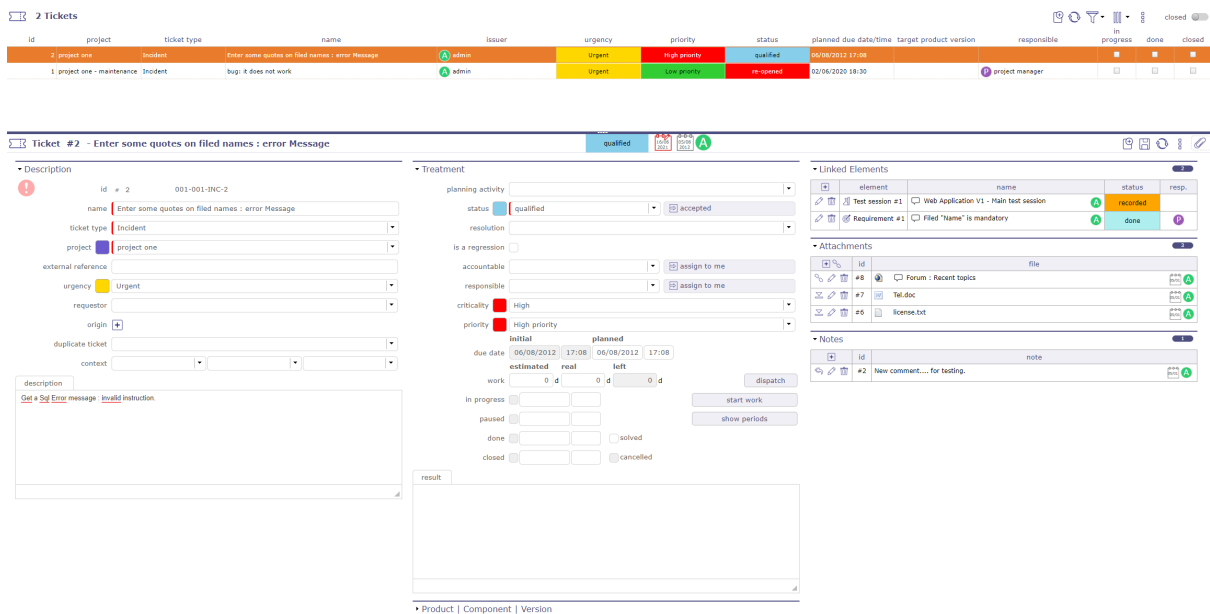 2 Tickets
closed
id project ticket type name issuer urgency priority status planned due date/time target product version responsible in progress done closed
2 project one Incident Enter some quotes on filed names : error Message A admin Urgent High priority qualified 06/08/2012 17:08
1 project one - maintenance Incident bug: it does not work A admin Urgent Low priority re-opened 02/06/2020 18:30 P project manager
Ticket #2 - Enter some quotes on filed names : error Message
qualified
A
Description
id # 2 001-001-INC-2
name Enter some quotes on filed names : error Message
ticket type Incident
project project one
external reference
urgency Urgent
requestor
origin
duplicate ticket
context
description
Get a Sql Error message : invalid instruction.
Treatment
planning activity
status qualified accepted
resolution
is a regression
accountable assign to me
responsible assign to me
criticality High
priority High priority
initial planned
due date 06/08/2012 17:08 06/08/2012 17:08
estimated real left
work 0 d 0 d 0 d dispatch
in progress start work
paused show periods
done solved
closed cancelled
result
Product | Component | Version
Linked Elements 2
element name status resp.
Test session #1 Web Application V1 - Main test session A recorded
Requirement #1 Filed "Name" is mandatory A done P
Attachments 3
id file
#8 Forum : Recent topics A
#7 Tel.doc A
#6 license.txt A
Notes 1
id note
#2 New comment.... for testing. A